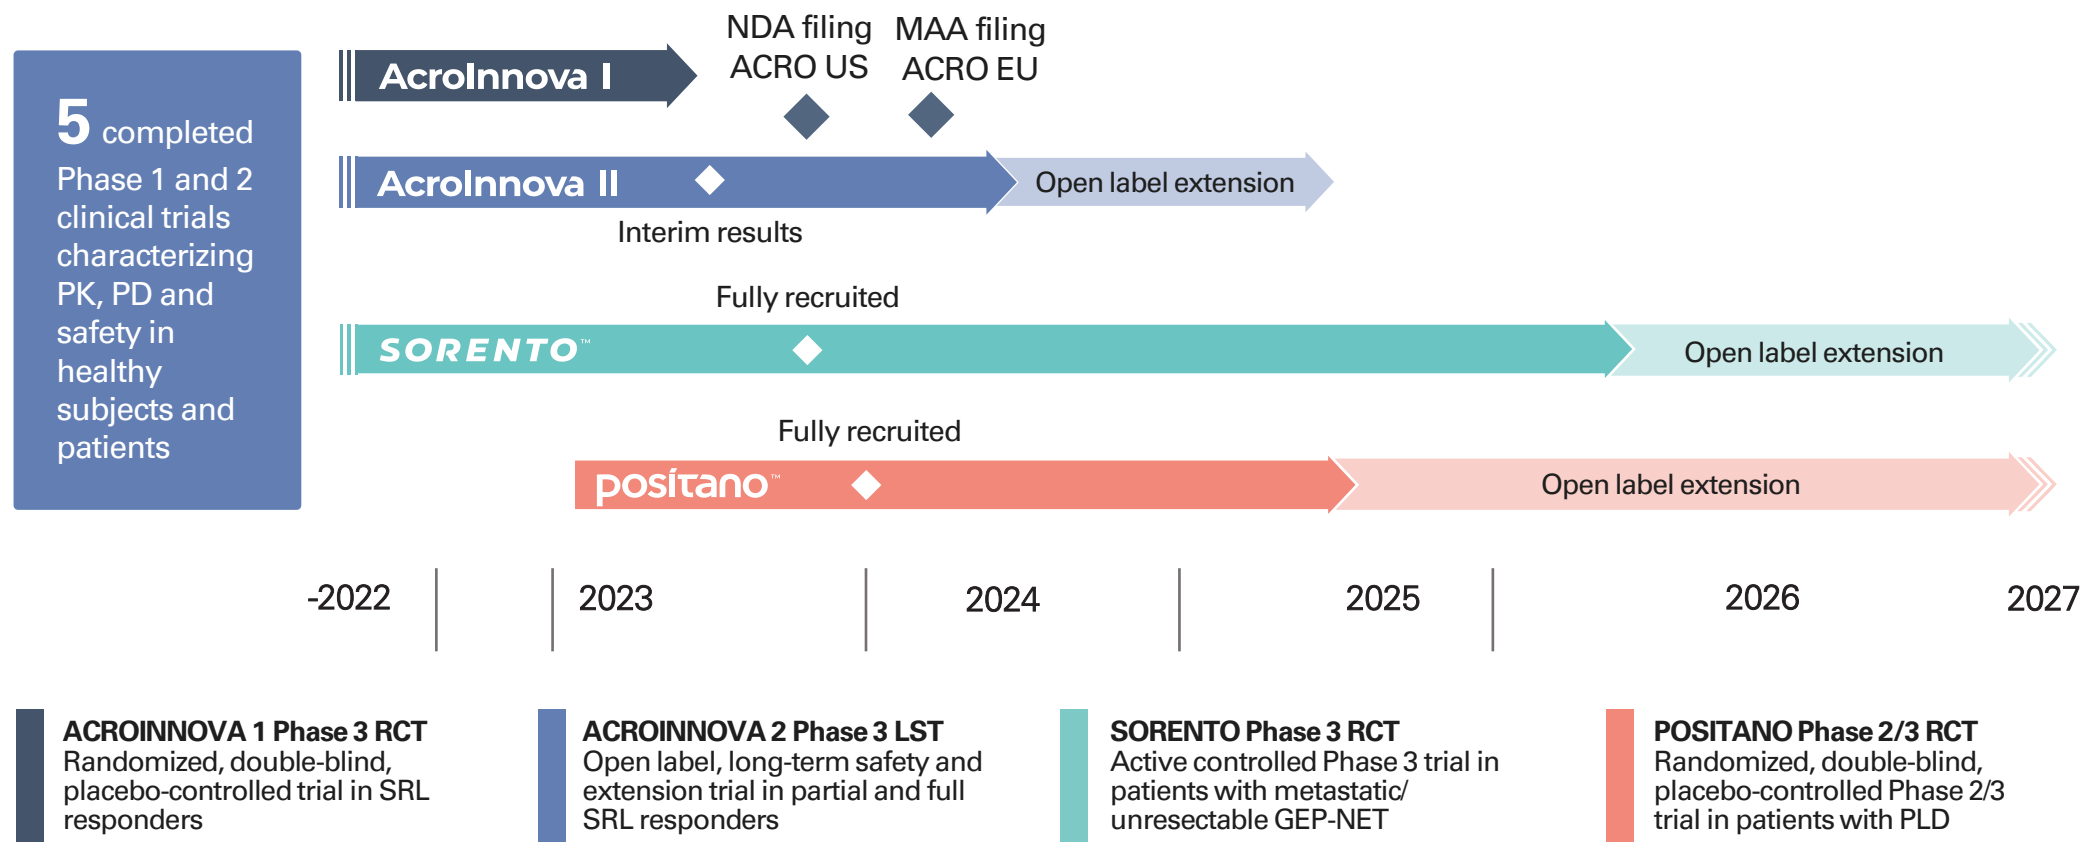 NDA filing
ACRO US
MAA filing
ACRO EU
5 completed
Phase 1 and 2
clinical trials
characterizing
PK, PD and
safety in
healthy
subjects and
patients
AcroInnova I
AcroInnova II
Open label extension
Interim results
Fully recruited
SORENTO™
Open label extension
Fully recruited
posítano™
Open label extension
-2022
2023
2024
2025
2026
2027
ACROINNOVA 1 Phase 3 RCT
Randomized, double-blind,
placebo-controlled trial in SRL
responders
ACROINNOVA 2 Phase 3 LST
Open label, long-term safety and
extension trial in partial and full
SRL responders
SORENTO Phase 3 RCT
Active controlled Phase 3 trial in
patients with metastatic/
unresectable GEP-NET
POSITANO Phase 2/3 RCT
Randomized, double-blind,
placebo-controlled Phase 2/3
trial in patients with PLD